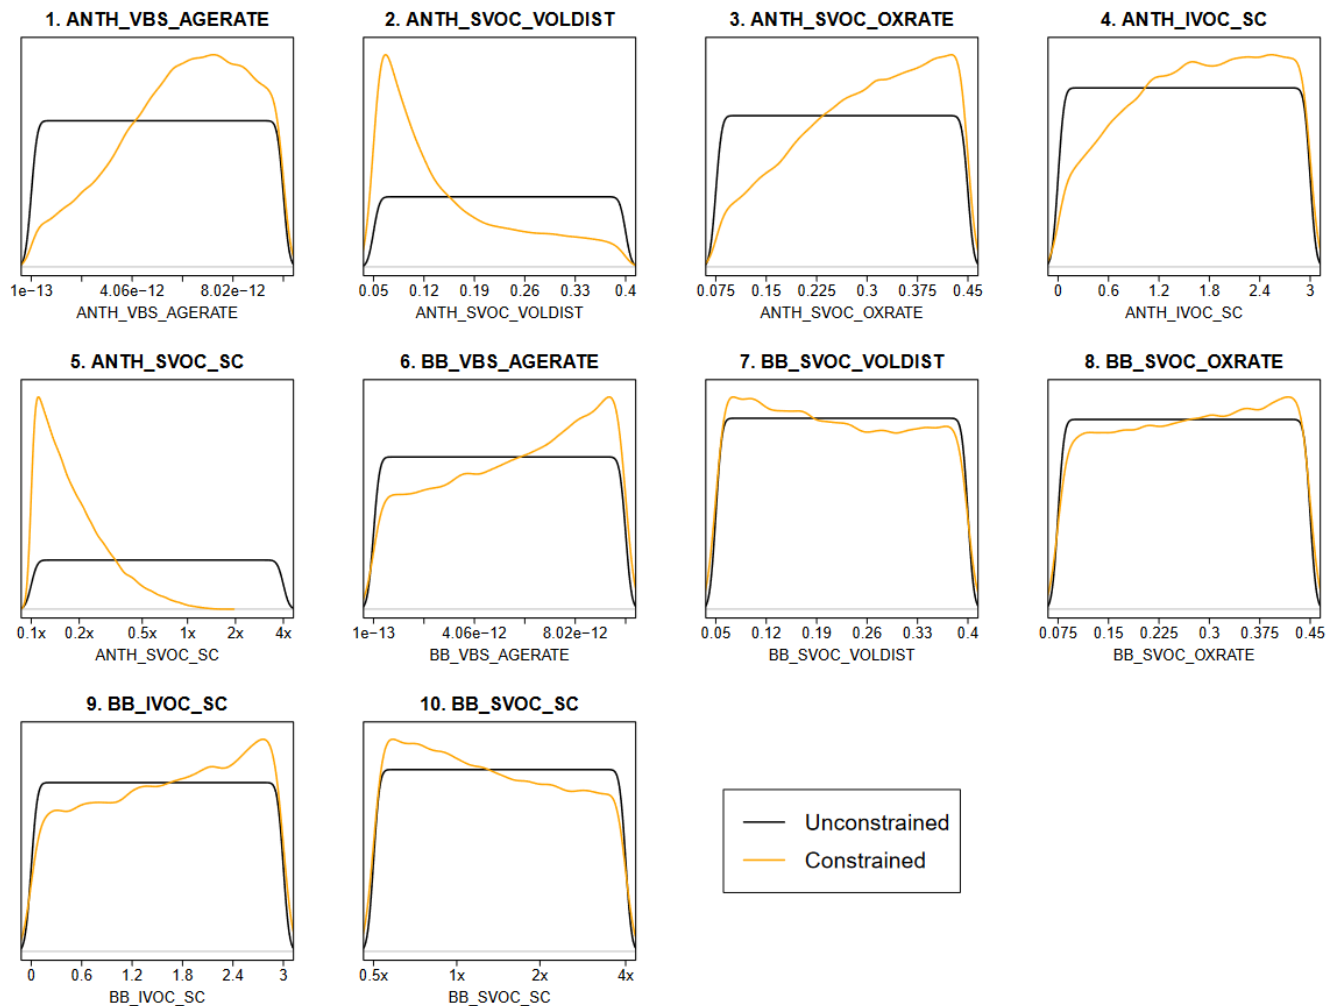 1. ANTH_VBS_AGERATE
2. ANTH_SVOC_VOLDIST
3. ANTH_SVOC_OXRATE
4. ANTH_IVOC_SC
1e−13 4.06e−12 8.02e−12
0.05 0.12 0.19 0.26 0.33 0.4
0.075 0.15 0.225 0.3 0.375 0.45
0 0.6 1.2 1.8 2.4 3
ANTH_VBS_AGERATE
ANTH_SVOC_VOLDIST
ANTH_SVOC_OXRATE
ANTH_IVOC_SC
5. ANTH_SVOC_SC
6. BB_VBS_AGERATE
7. BB_SVOC_VOLDIST
8. BB_SVOC_OXRATE
0.1x 0.2x 0.5x 1x 2x 4x
1e−13 4.06e−12 8.02e−12
0.05 0.12 0.19 0.26 0.33 0.4
0.075 0.15 0.225 0.3 0.375 0.45
ANTH_SVOC_SC
BB_VBS_AGERATE
BB_SVOC_VOLDIST
BB_SVOC_OXRATE
9. BB_IVOC_SC
10. BB_SVOC_SC
Unconstrained
Constrained
0 0.6 1.2 1.8 2.4 3
0.5x 1x 2x 4x
BB_IVOC_SC
BB_SVOC_SC